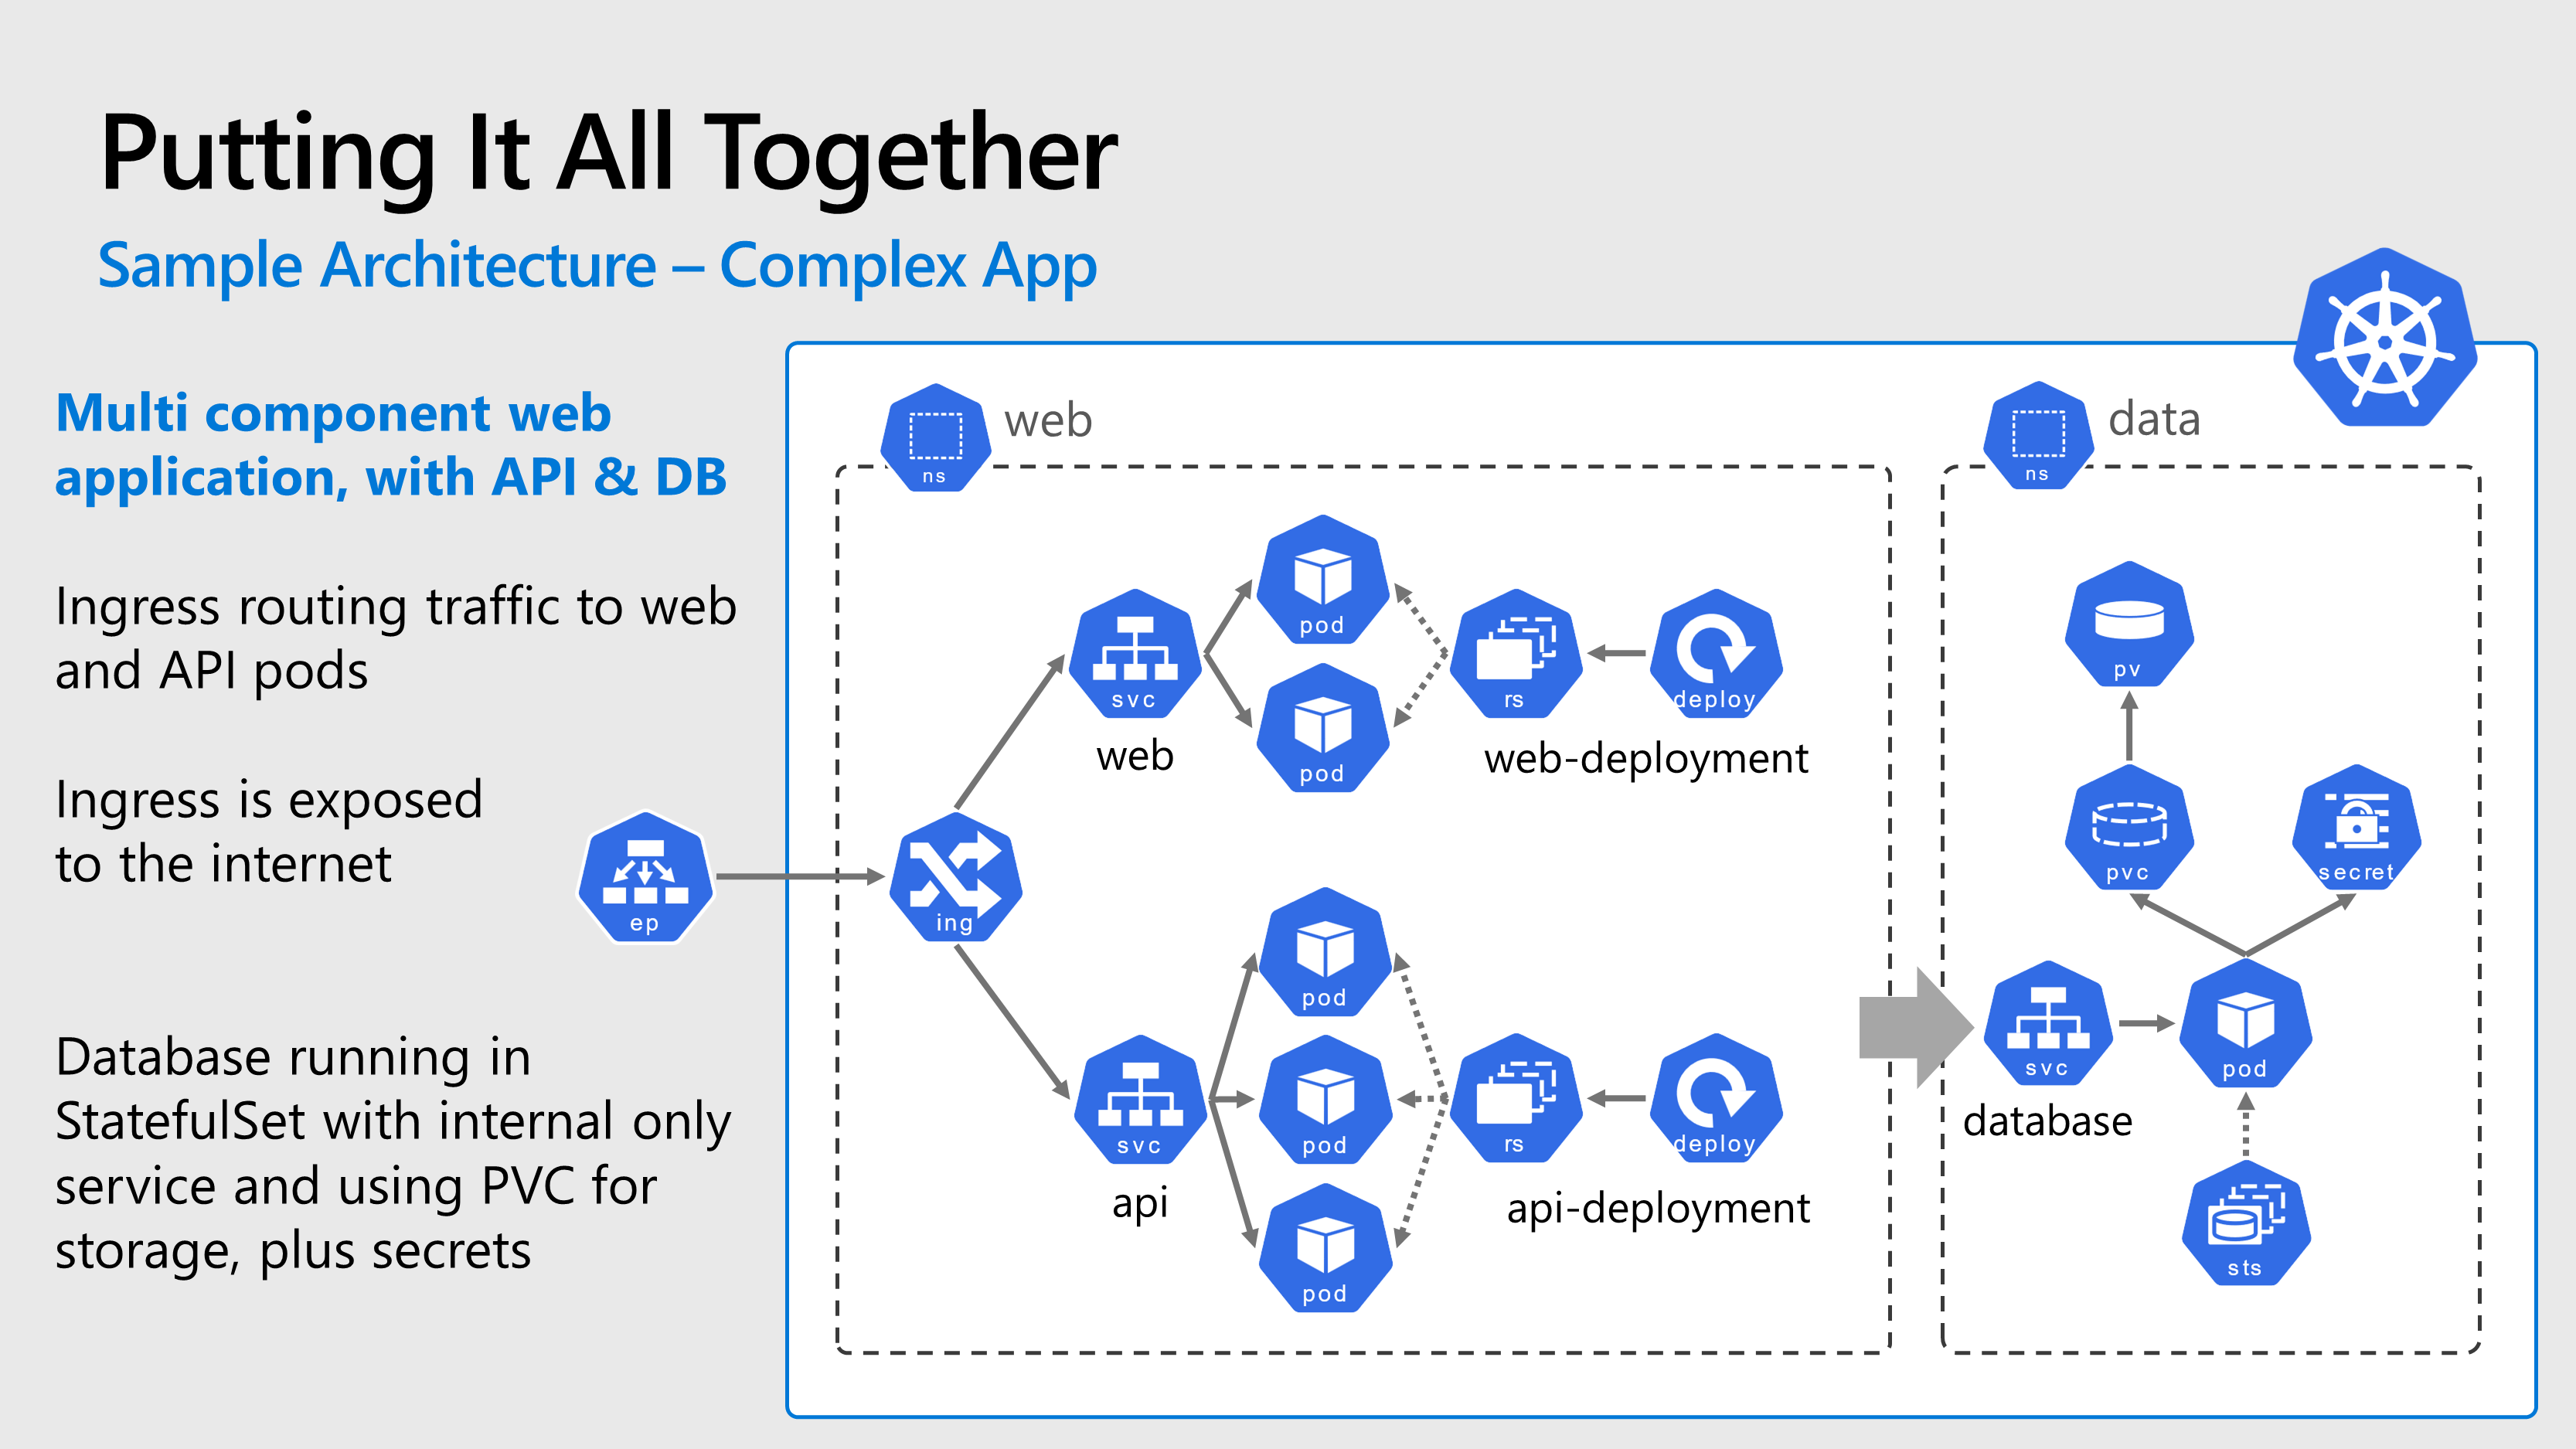 Putting It All Together
Sample Architecture – Complex App
Multi component web
application, with API & DB
Ingress routing traffic to web
and API pods
Ingress is exposed
to the internet
Database running in
StatefulSet with internal only
service and using PVC for
storage, plus secrets
ep
ns
web
ing
svc
web
pod
pod
rs
deploy
web-deployment
svc
api
pod
pod
pod
rs
deploy
api-deployment
ns
data
pv
pvc
secret
svc
database
pod
sts